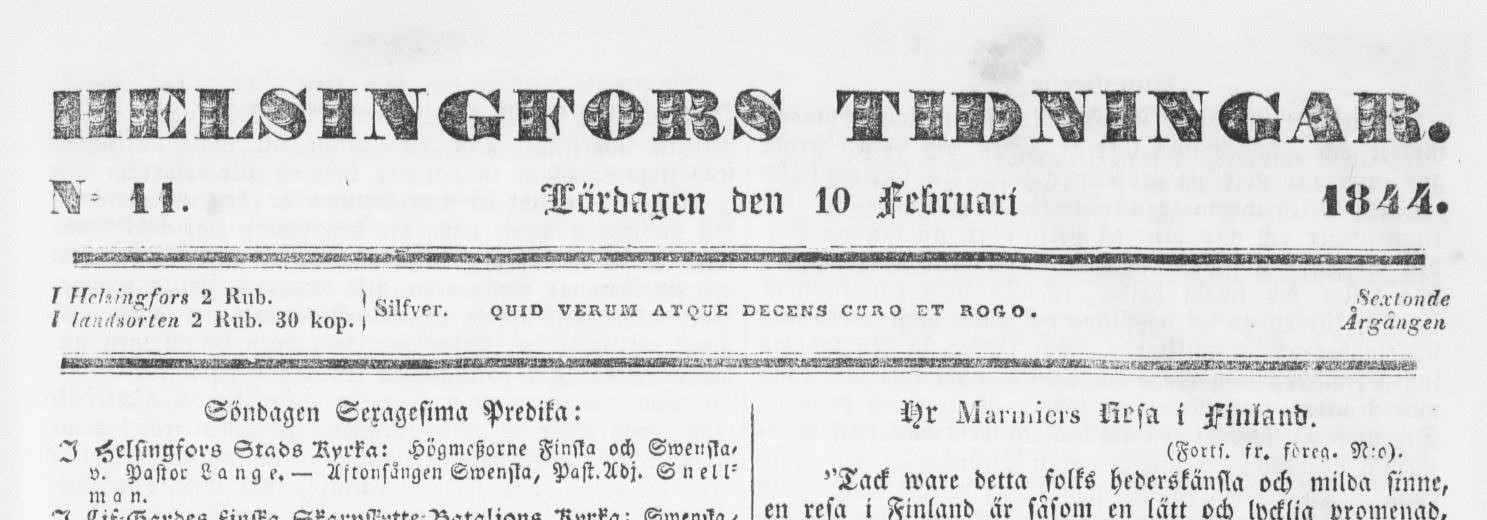 HELSINGFORS TIDNINGAR.
N:o 11. Lördagen den 10 Februari 1844.
I Helsingfors 2 Rub.
I landsorten 2 Rub. 30 kop. } Silfver. QUID VERUM ATQUE DECENS CURO ET ROGO. Sextonde
Årgången
Söndagen Sexagesima Predika:
I Helsingfors Stads Kyrka: Högmeßorne Finska och Swenska,
v. Pastor Lange. — Aftonsången Swenska, Past. Adj. Snell=
man.
I Lif=Gardes finska Skarpskytte=Bataljons Kyrka: Swenska,
Hr Marmiers Resa i Finland.
(Forts. fr. föreg. N:o).
"Tack ware detta folks hederskänsla och milda sinne,
en resa i Finland är såsom en lätt och lycklig promenad,